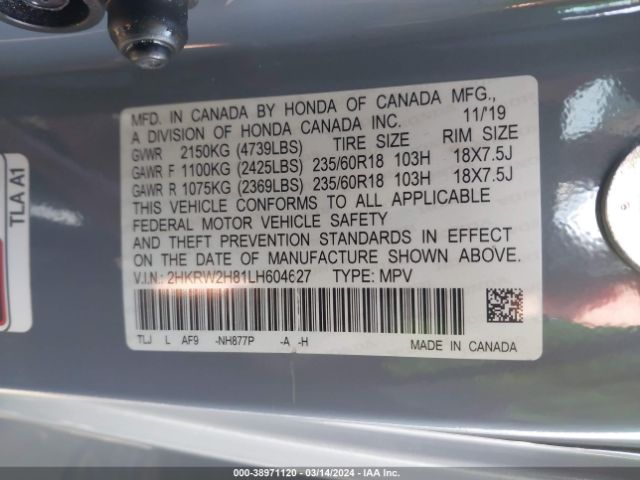 MFD. IN CANADA BY HONDA OF CANADA MFG.,
A DIVISION OF HONDA CANADA INC. 11/'19
GVWR 2150KG (4739LBS) TIRE SIZE RIM SIZE
GAWR F 1100KG (2425LBS) 235/60R18 103H 18X7.5J
GAWR R 1075KG (2369LBS) 235/60R18 103H 18X7.5J
THIS VEHICLE CONFORMS TO ALL APPLICABLE
FEDERAL MOTOR VEHICLE SAFETY
AND THEFT PREVENTION STANDARDS IN EFFECT
ON THE DATE OF MANUFACTURE SHOWN ABOVE.
V.I.N.: 2HKRW2H81LH604627 TYPE: MPV
TLJ L AF9 -NH877P -A -H MADE IN CANADA
TLA A1
000-38971120 - 03/14/2024 - IAA Inc.